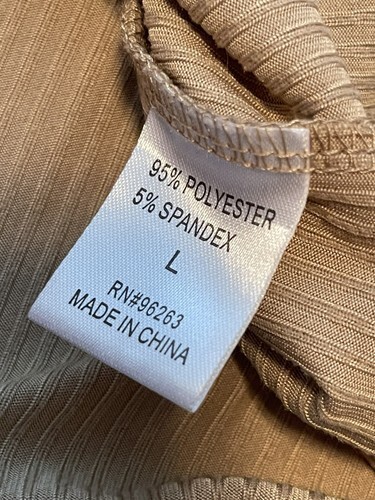 95% POLYESTER
5% SPANDEX
L
RN#96263
MADE IN CHINA